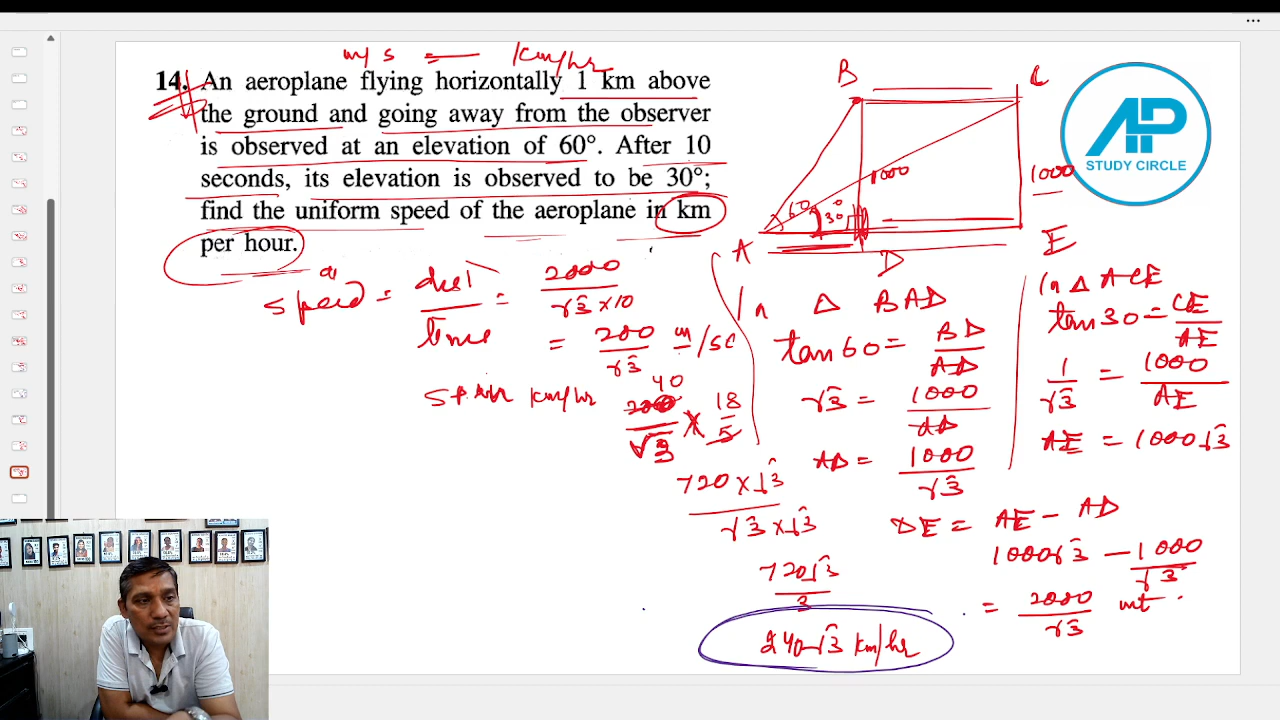 m/s = km/hr
14. An aeroplane flying horizontally 1 km above
the ground and going away from the observer
is observed at an elevation of 60°. After 10
seconds, its elevation is observed to be 30°;
find the uniform speed of the aeroplane in km
per hour.
B
C
A
D
E
60
30°
1000
1000
AP
STUDY CIRCLE
Speed = dist/time = 2000/√3×10
= 200/√3 m/sec
km/hr 200/√3 × 18/5
40
720×√3/√3×√3
720√3/3
240√3 km/hr
In Δ BAD
tan60 = BD/AD
√3 = 1000/AD
AD = 1000/√3
In Δ ACE
tan30 = CE/AE
1/√3 = 1000/AE
AE = 1000√3
DE = AE - AD
1000√3 - 1000/√3
= 2000/√3 mt